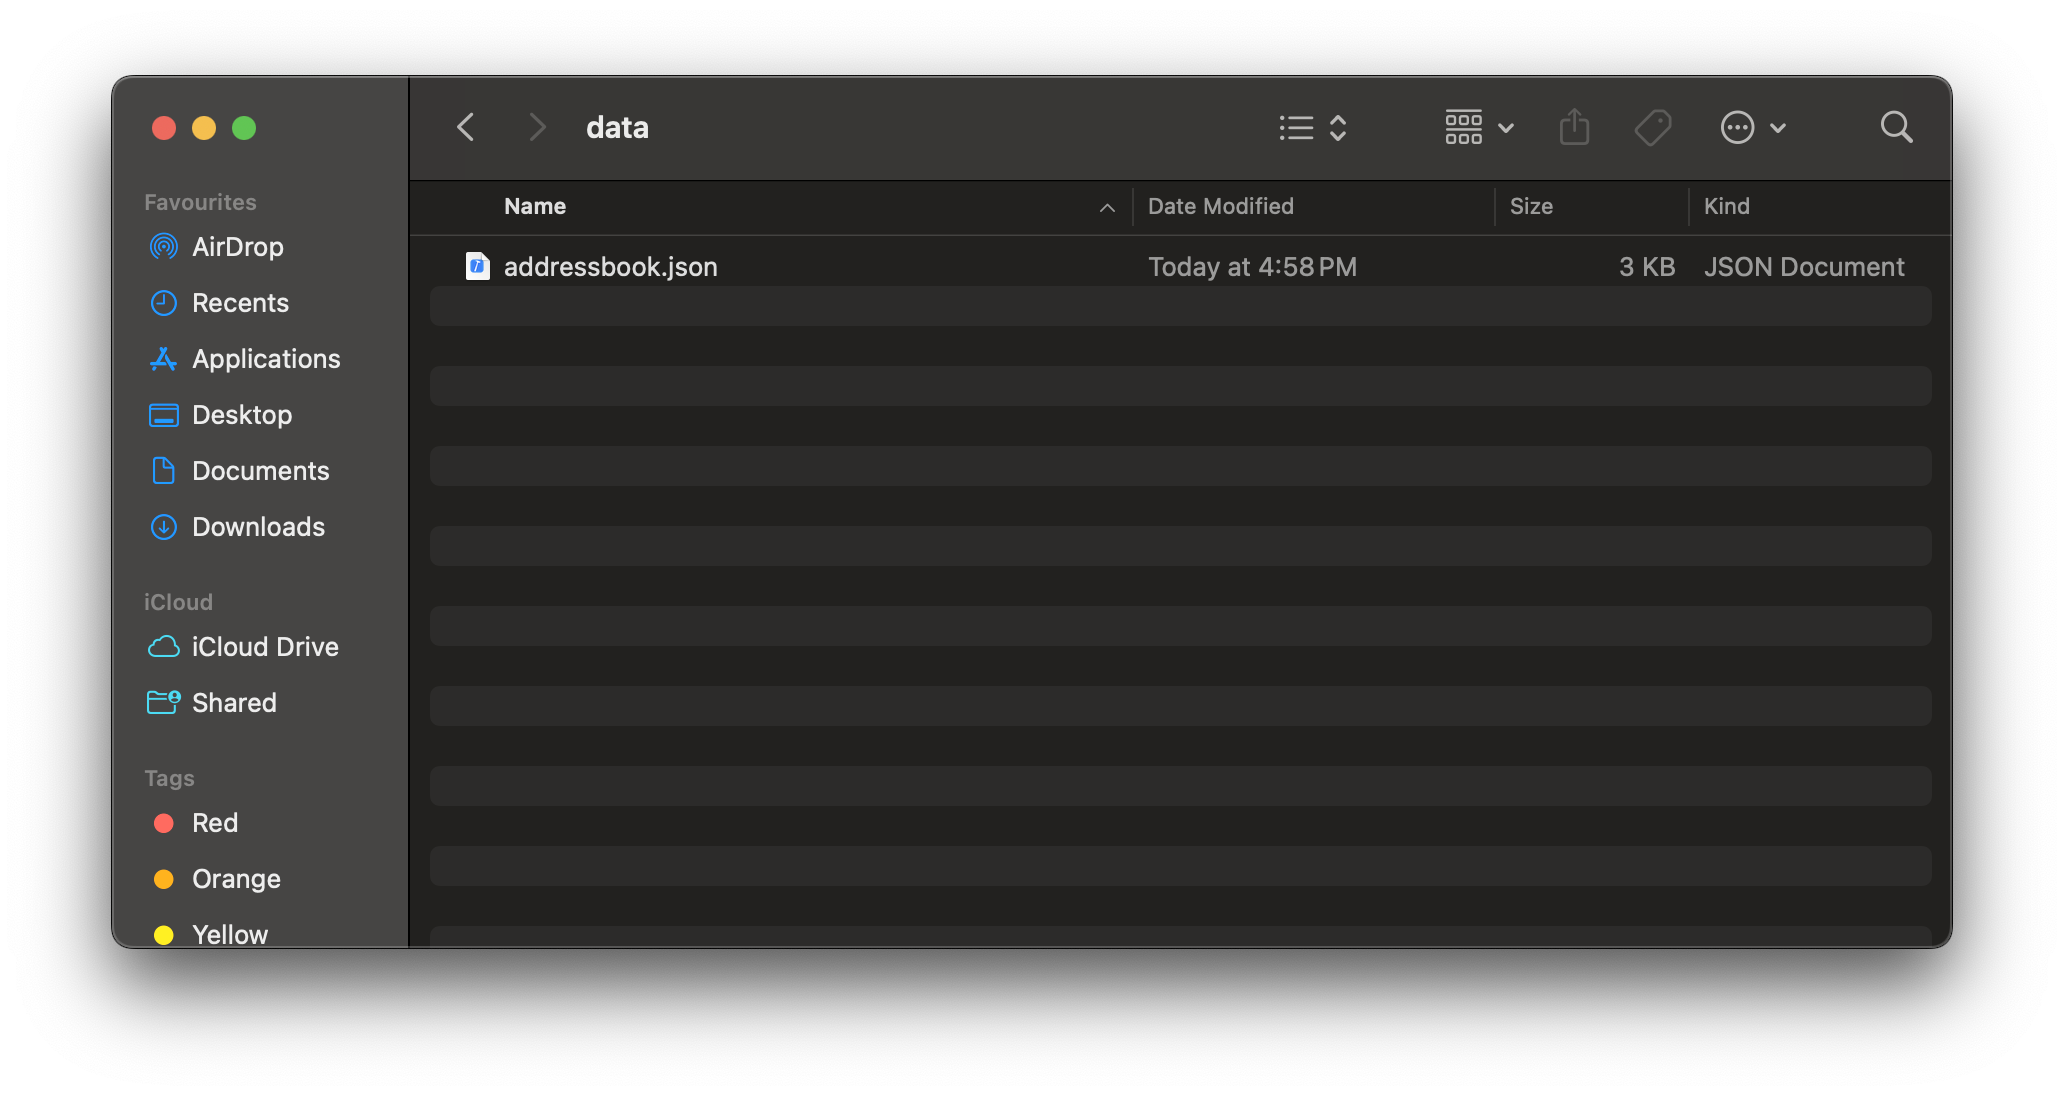 data
Name
Date Modified
Size
Kind
addressbook.json
Today at 4:58 PM
3 KB
JSON Document
Favourites
AirDrop
Recents
Applications
Desktop
Documents
Downloads
iCloud
iCloud Drive
Shared
Tags
Red
Orange
Yellow